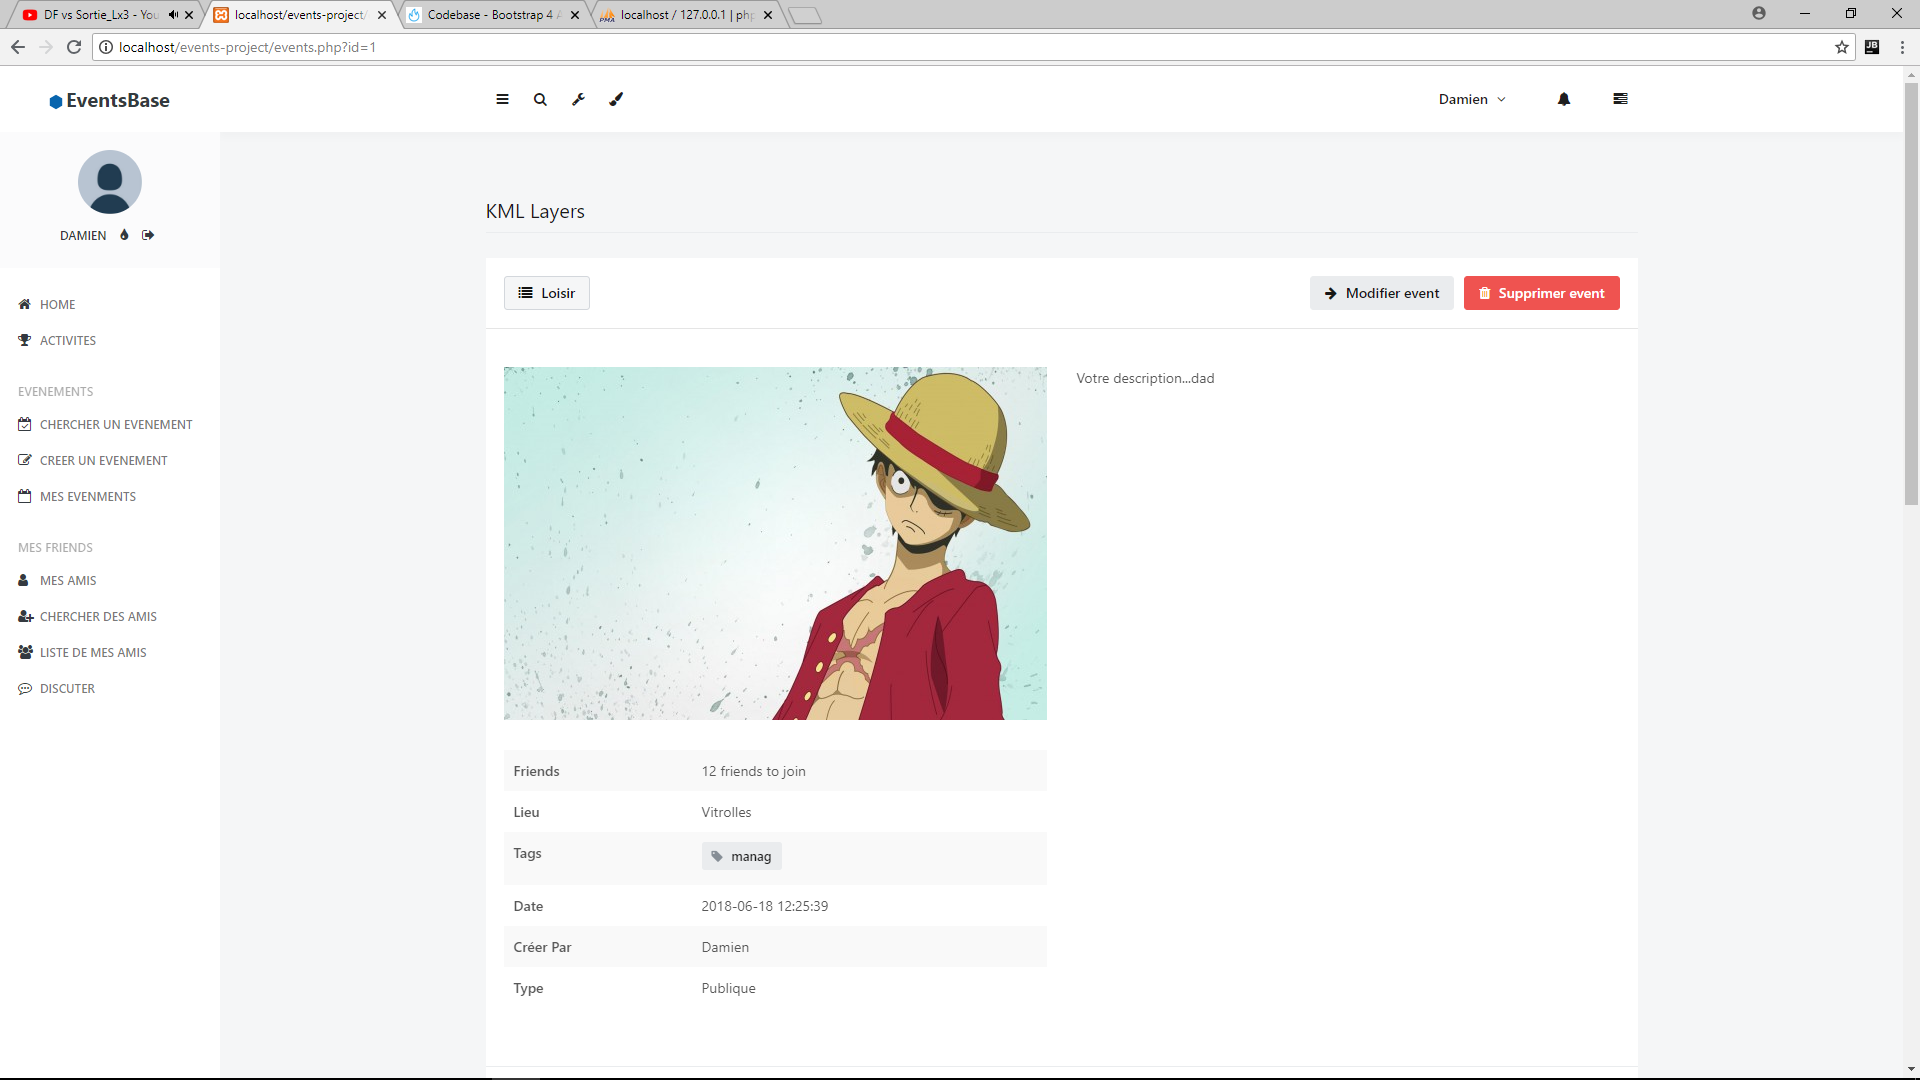 DF vs Sortie_Lx3 - You
localhost/events-project/
Codebase - Bootstrap 4 A
localhost / 127.0.0.1 | php
localhost/events-project/events.php?id=1
EventsBase
Damien
DAMIEN
HOME
ACTIVITES
EVENEMENTS
CHERCHER UN EVENEMENT
CREER UN EVENEMENT
MES EVENMENTS
MES FRIENDS
MES AMIS
CHERCHER DES AMIS
LISTE DE MES AMIS
DISCUTER
KML Layers
Loisir
Modifier event
Supprimer event
Votre description...dad
Friends 12 friends to join
Lieu Vitrolles
Tags manag
Date 2018-06-18 12:25:39
Créer Par Damien
Type Publique